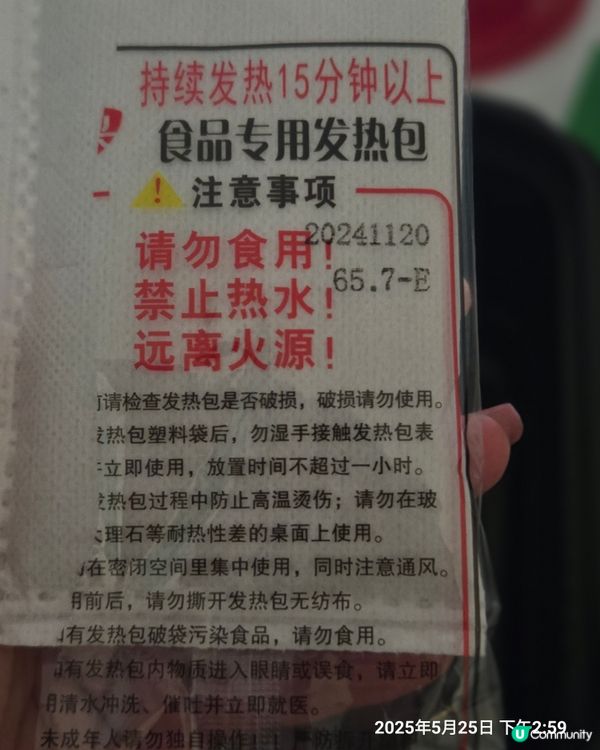 持续发热15分钟以上
食品专用发热包
! 注意事项
20241120
请勿食用!
65.7-E
禁止热水!
远离火源!
请检查发热包是否破损，破损请勿使用。
发热包塑料袋后，勿湿手接触发热包表
立即使用，放置时间不超过一小时。
发热包过程中防止高温烫伤；请勿在玻
大理石等耐热性差的桌面上使用。
在密闭空间里集中使用，同时注意通风。
用前后，请勿撕开发热包无纺布。
有发热包破袋污染食品，请勿食用。
有发热包内物质进入眼睛或误食，请立即
用清水冲洗、催吐并立即就医。
未成年人请勿独自操作!
2025年5月25日 下午2:59
U Community